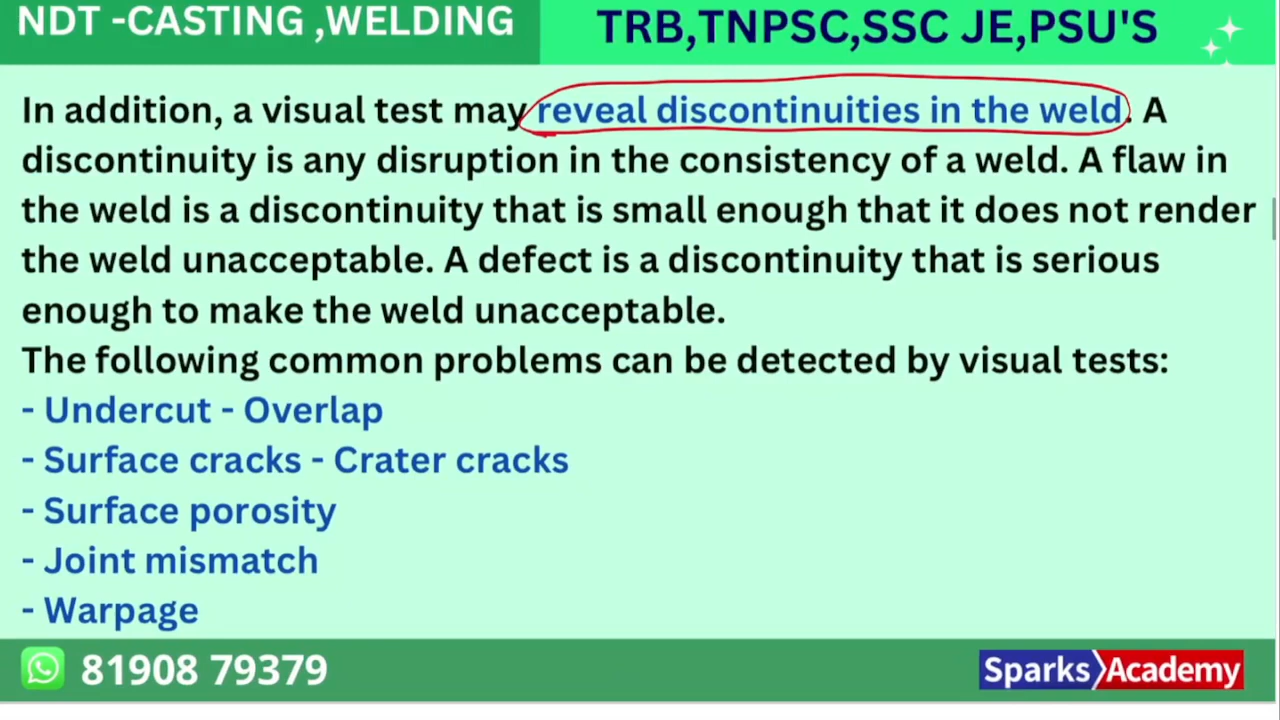 NDT -CASTING ,WELDING
TRB,TNPSC,SSC JE,PSU'S
In addition, a visual test may reveal discontinuities in the weld. A
discontinuity is any disruption in the consistency of a weld. A flaw in
the weld is a discontinuity that is small enough that it does not render
the weld unacceptable. A defect is a discontinuity that is serious
enough to make the weld unacceptable.
The following common problems can be detected by visual tests:
- Undercut - Overlap
- Surface cracks - Crater cracks
- Surface porosity
- Joint mismatch
- Warpage
81908 79379
Sparks Academy